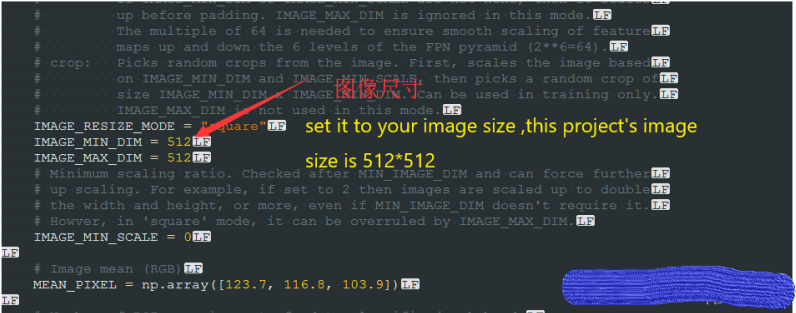 # up before padding. IMAGE_MAX_DIM is ignored in this mode.LF
# The multiple of 64 is needed to ensure smooth scaling of featureLF
# maps up and down the 6 levels of the FPN pyramid (2**6=64).LF
# crop: Picks random crops from the image. First, scales the image basedLF
# on IMAGE_MIN_DIM and IMAGE_MIN_SCALE, then picks a random crop ofLF
# size IMAGE_MIN_DIM x IMAGE_MIN_DIM. Can be used in training only.LF
图像尺寸
# IMAGE_MAX_DIM is not used in this mode.LF
IMAGE_RESIZE_MODE = "square"LF
set it to your image size ,this project's image
IMAGE_MIN_DIM = 512LF
IMAGE_MAX_DIM = 512LF
size is 512*512
# Minimum scaling ratio. Checked after MIN_IMAGE_DIM and can force furtherLF
# up scaling. For example, if set to 2 then images are scaled up to doubleLF
# the width and height, or more, even if MIN_IMAGE_DIM doesn't require it.LF
# Howver, in 'square' mode, it can be overruled by IMAGE_MAX_DIM.LF
IMAGE_MIN_SCALE = 0LF
LF
# Image mean (RGB)LF
MEAN_PIXEL = np.array([123.7, 116.8, 103.9])LF
LF